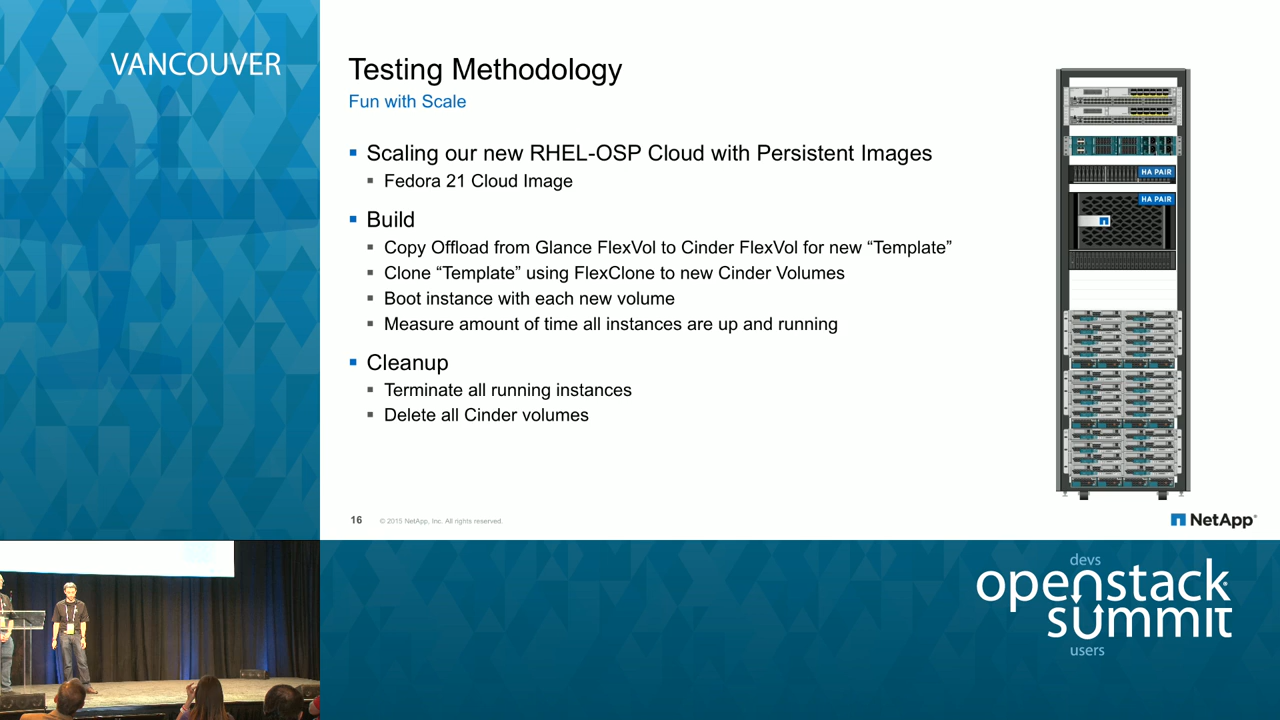 VANCOUVER
Testing Methodology
Fun with Scale
Scaling our new RHEL-OSP Cloud with Persistent Images
Fedora 21 Cloud Image
Build
Copy Offload from Glance FlexVol to Cinder FlexVol for new “Template”
Clone “Template” using FlexClone to new Cinder Volumes
Boot instance with each new volume
Measure amount of time all instances are up and running
Cleanup
Terminate all running instances
Delete all Cinder volumes
HA PAIR
HA PAIR
16 © 2015 NetApp, Inc. All rights reserved.
NetApp
devs
openstack
summit
users